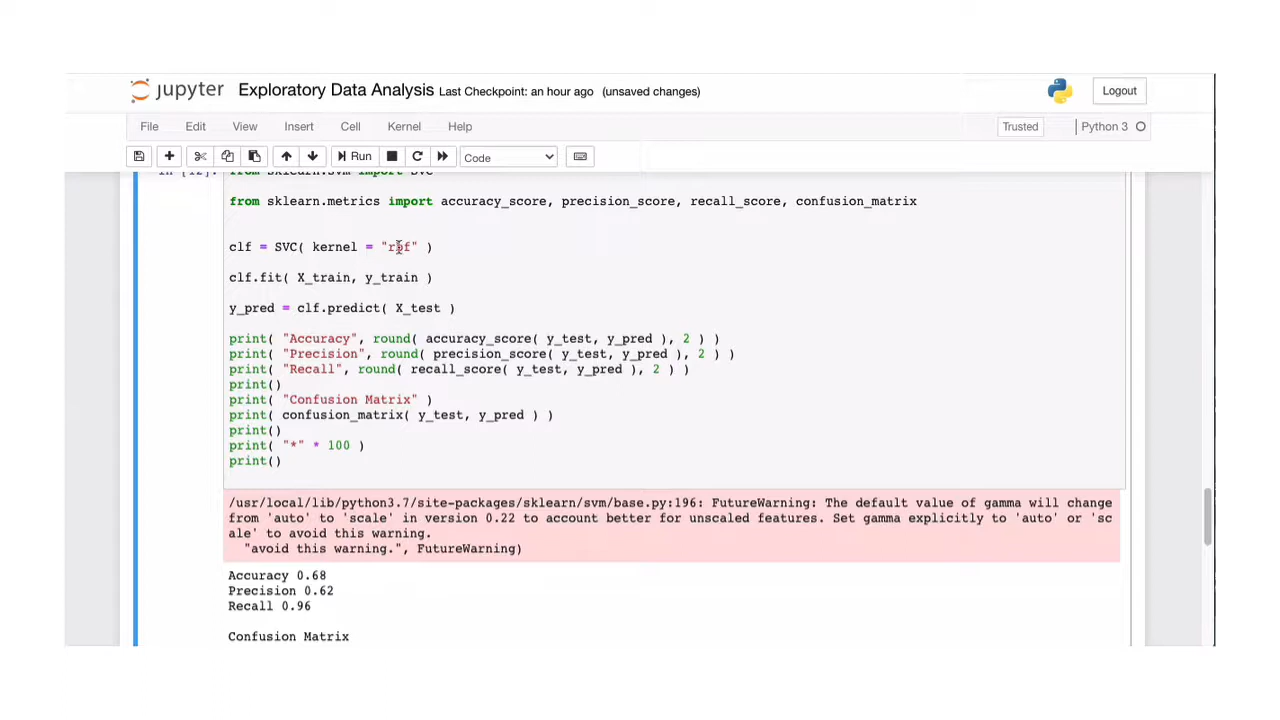 jupyter Exploratory Data Analysis Last Checkpoint: an hour ago (unsaved changes) Logout
File Edit View Insert Cell Kernel Help Trusted Python 3
Run Code
In [12]: from sklearn.svm import SVC
from sklearn.metrics import accuracy_score, precision_score, recall_score, confusion_matrix
clf = SVC( kernel = "rbf" )
clf.fit( X_train, y_train )
y_pred = clf.predict( X_test )
print( "Accuracy", round( accuracy_score( y_test, y_pred ), 2 ) )
print( "Precision", round( precision_score( y_test, y_pred ), 2 ) )
print( "Recall", round( recall_score( y_test, y_pred ), 2 ) )
print()
print( "Confusion Matrix" )
print( confusion_matrix( y_test, y_pred ) )
print()
print( "*" * 100 )
print()
/usr/local/lib/python3.7/site-packages/sklearn/svm/base.py:196: FutureWarning: The default value of gamma will change
from 'auto' to 'scale' in version 0.22 to account better for unscaled features. Set gamma explicitly to 'auto' or 'sc
ale' to avoid this warning.
"avoid this warning.", FutureWarning)
Accuracy 0.68
Precision 0.62
Recall 0.96
Confusion Matrix